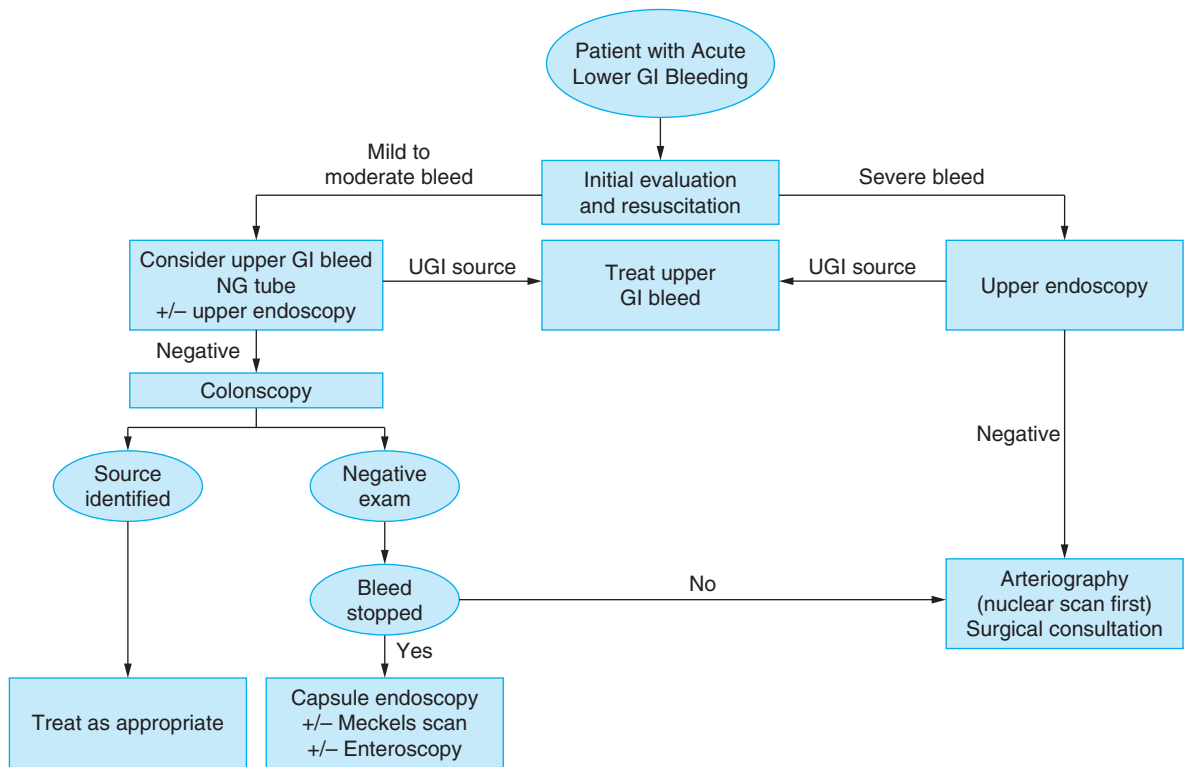 Patient with Acute
Lower GI Bleeding
Mild to
moderate bleed
Initial evaluation
and resuscitation
Severe bleed
Consider upper GI bleed
NG tube
+/– upper endoscopy
UGI source
Treat upper
GI bleed
UGI source
Upper endoscopy
Negative
Colonscopy
Negative
Source
identified
Negative
exam
Bleed
stopped
No
Arteriography
(nuclear scan first)
Surgical consultation
Yes
Treat as appropriate
Capsule endoscopy
+/– Meckels scan
+/– Enteroscopy